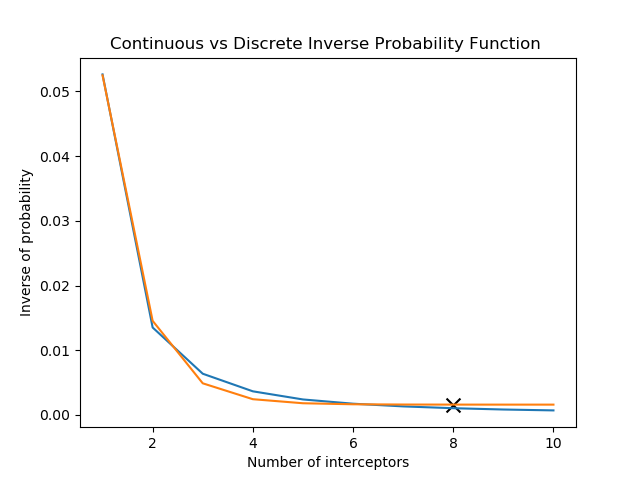 Continuous vs Discrete Inverse Probability Function
0.05
0.04
0.03
0.02
0.01
0.00
Inverse of probability
2 4 6 8 10
Number of interceptors